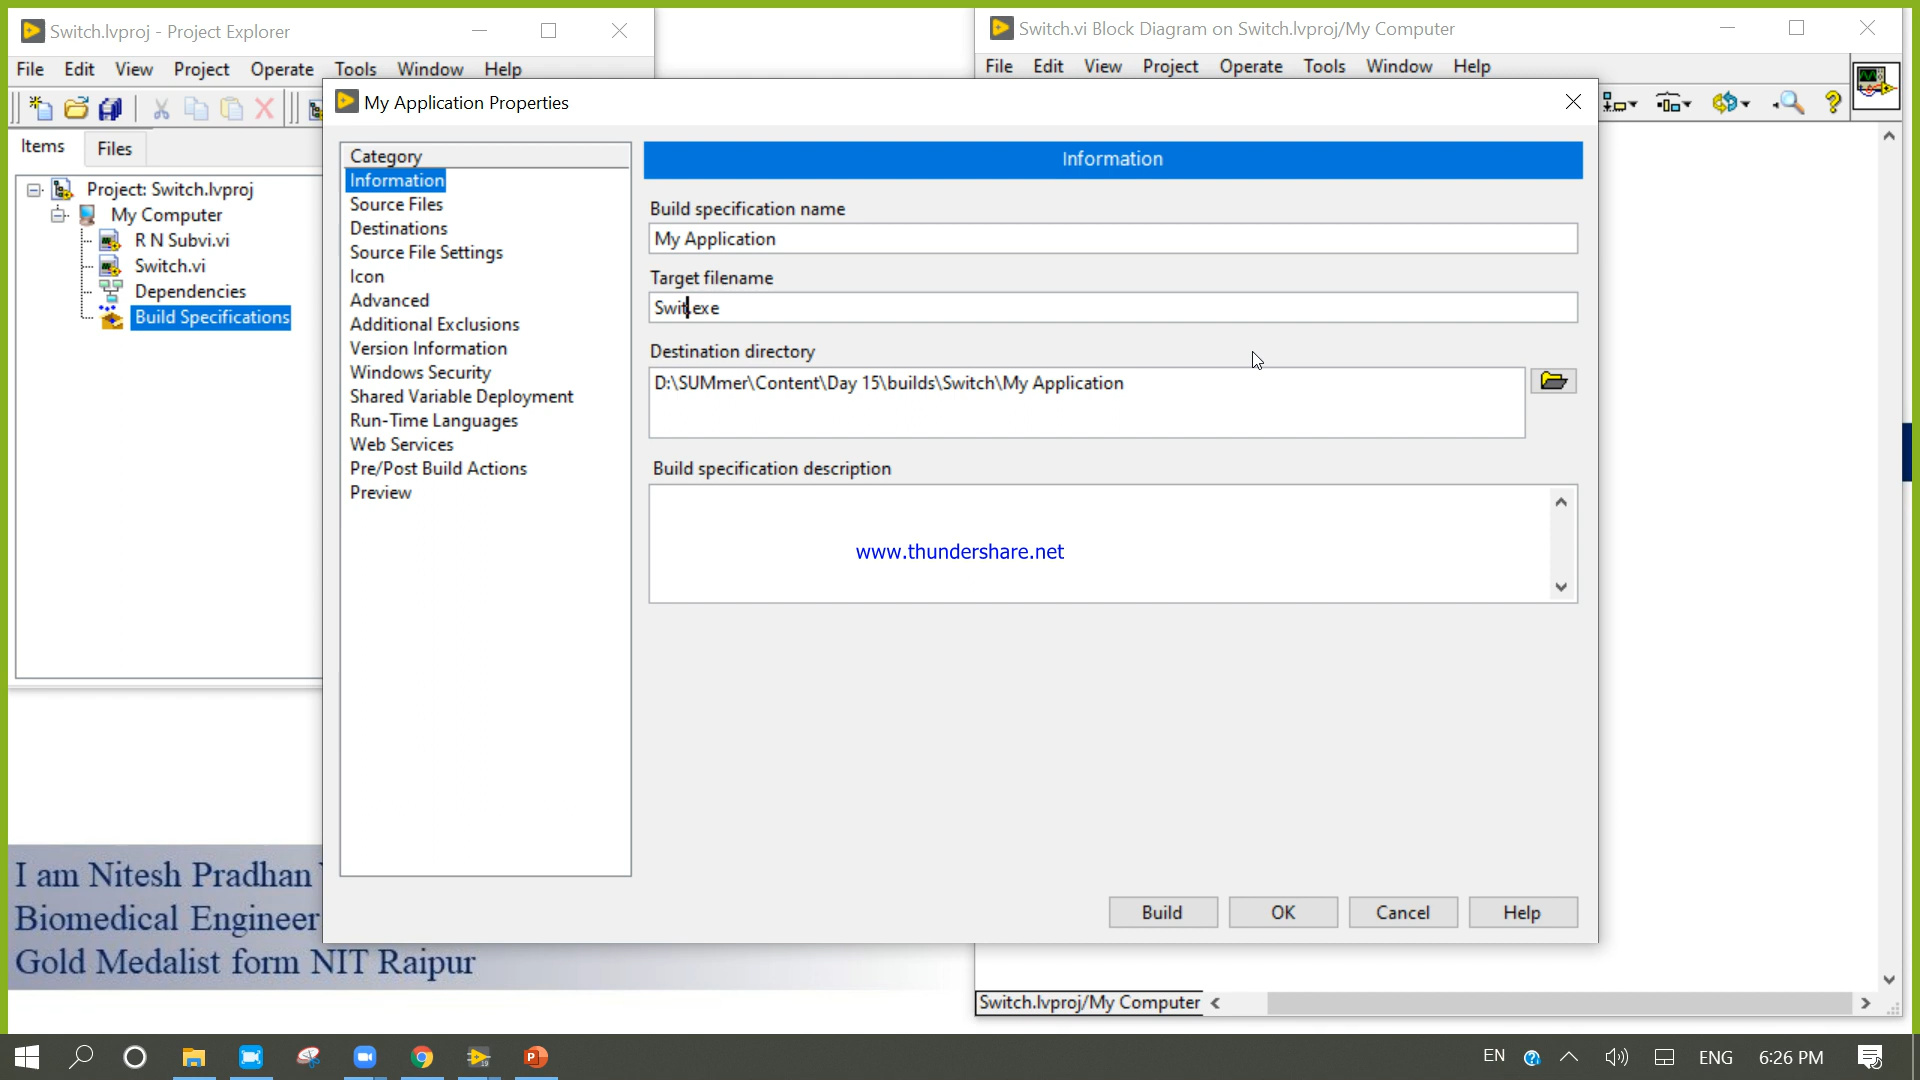 Switch.lvproj - Project Explorer
File Edit View Project Operate Tools Window Help
Items Files
Project: Switch.lvproj
My Computer
R N Subvi.vi
Switch.vi
Dependencies
Build Specifications
Switch.vi Block Diagram on Switch.lvproj/My Computer
File Edit View Project Operate Tools Window Help
My Application Properties
Category
Information
Source Files
Destinations
Source File Settings
Icon
Advanced
Additional Exclusions
Version Information
Windows Security
Shared Variable Deployment
Run-Time Languages
Web Services
Pre/Post Build Actions
Preview
Information
Build specification name
My Application
Target filename
Swit.exe
Destination directory
D:\SUMmer\Content\Day 15\builds\Switch\My Application
Build specification description
www.thundershare.net
Build OK Cancel Help
I am Nitesh Pradhan
Biomedical Engineer
Gold Medalist form NIT Raipur
Switch.lvproj/My Computer
EN ENG 6:26 PM